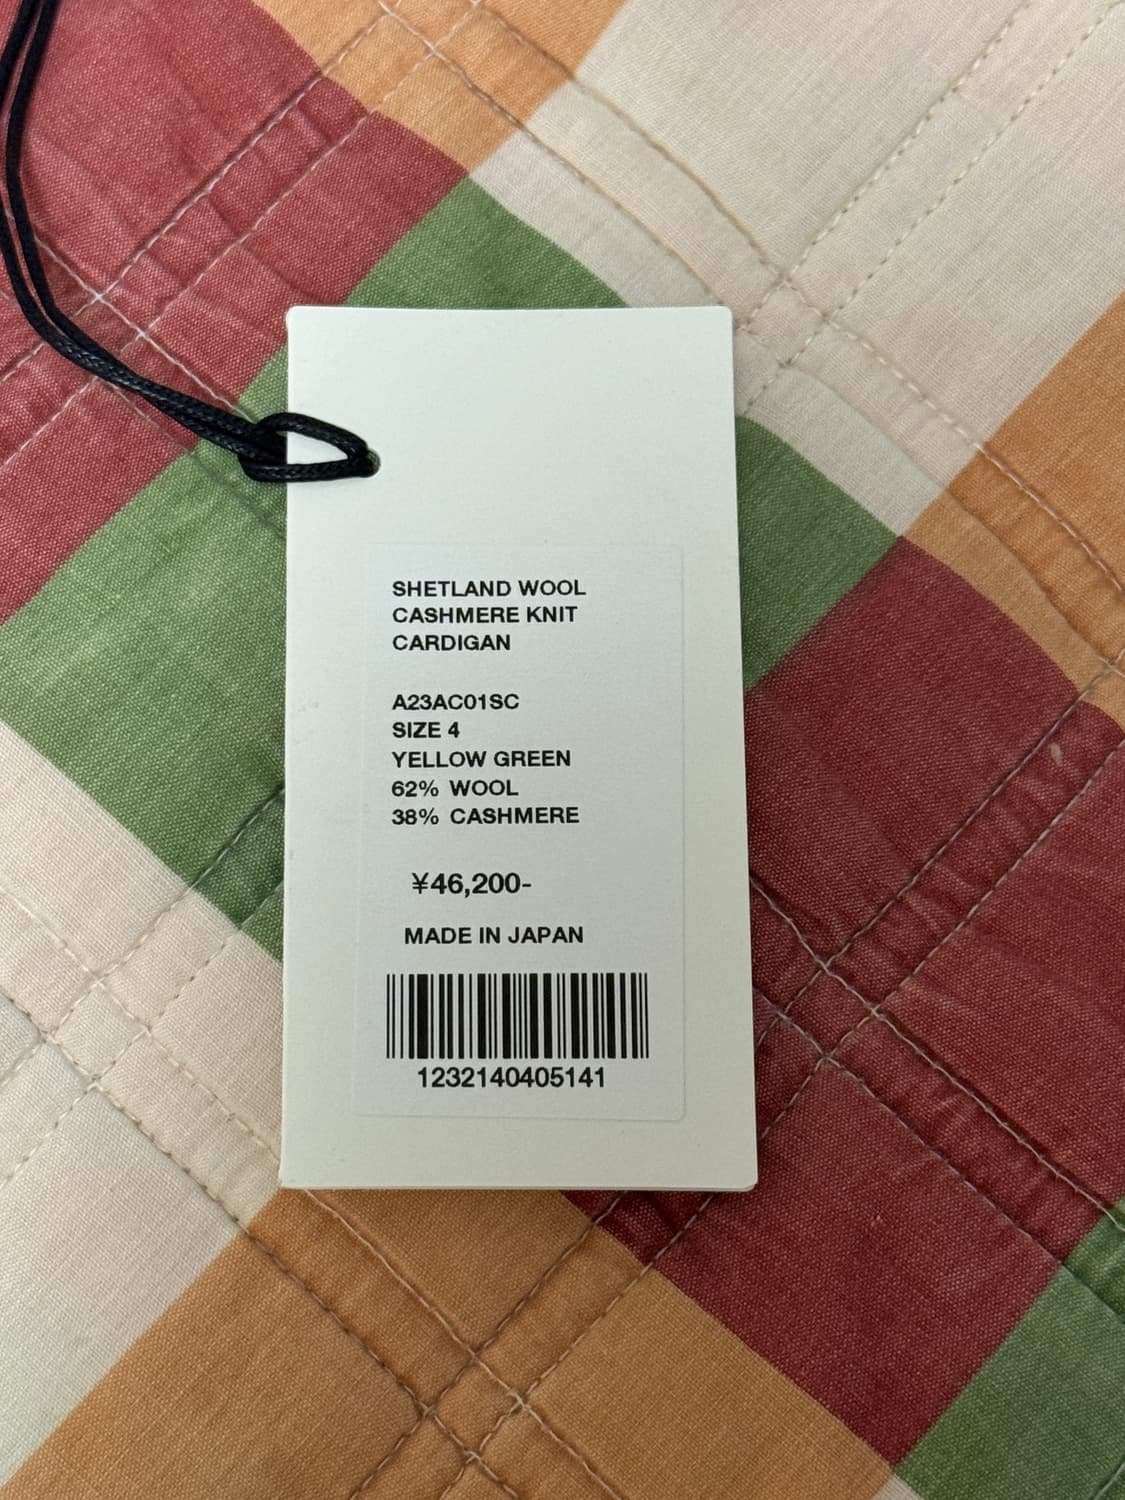 SHETLAND WOOL
CASHMERE KNIT
CARDIGAN
A23AC01SC
SIZE 4
YELLOW GREEN
62% WOOL
38% CASHMERE
¥46,200-
MADE IN JAPAN
1232140405141